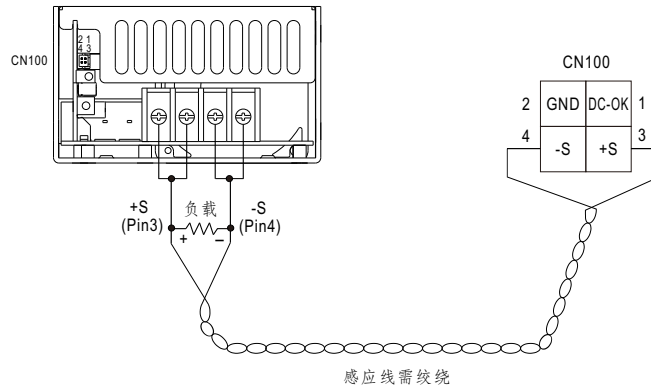 CN100
2 1
4 3
CN100
2 GND DC-OK 1
4 -S +S 3
+S
(Pin3)
负载
-S
(Pin4)
+ –
感应线需绞绕